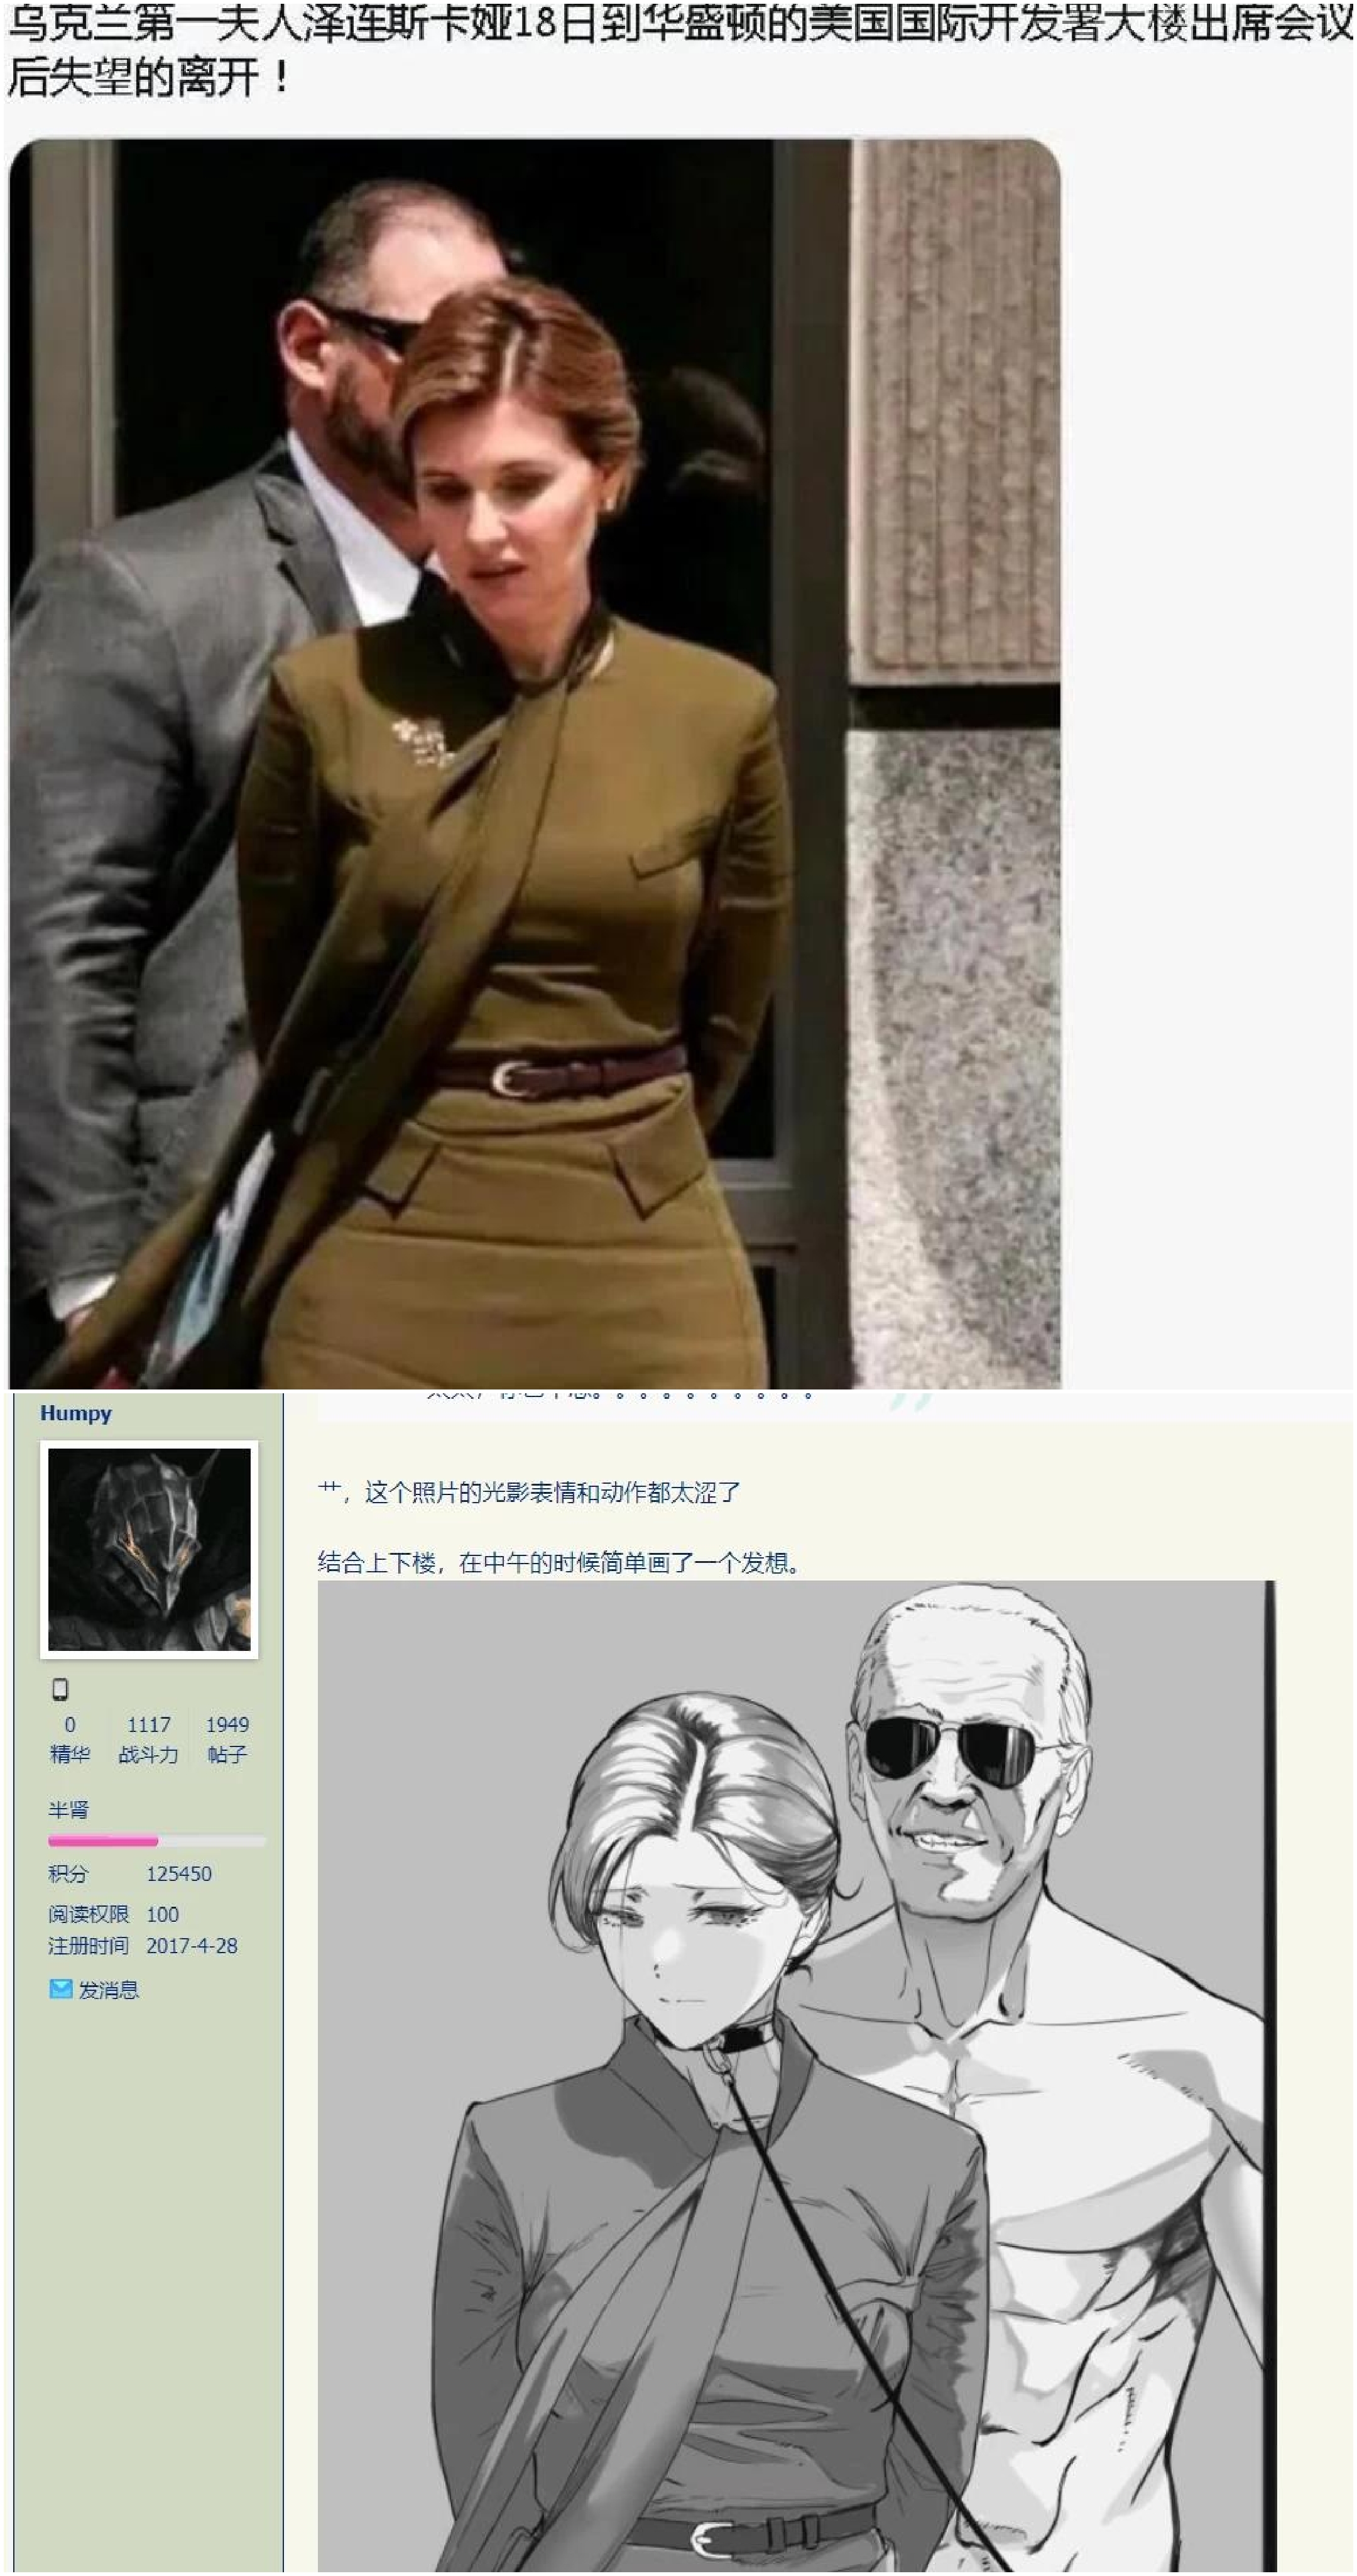 乌克兰第一夫人泽连斯卡娅18日到华盛顿的美国国际开发署大楼出席会议
后失望的离开！
Humpy
艹，这个照片的光影表情和动作都太涩了
结合上下楼，在中午的时候简单画了一个发想。
0 1117 1949
精华 战斗力 帖子
半肾
积分 125450
阅读权限 100
注册时间 2017-4-28
发消息